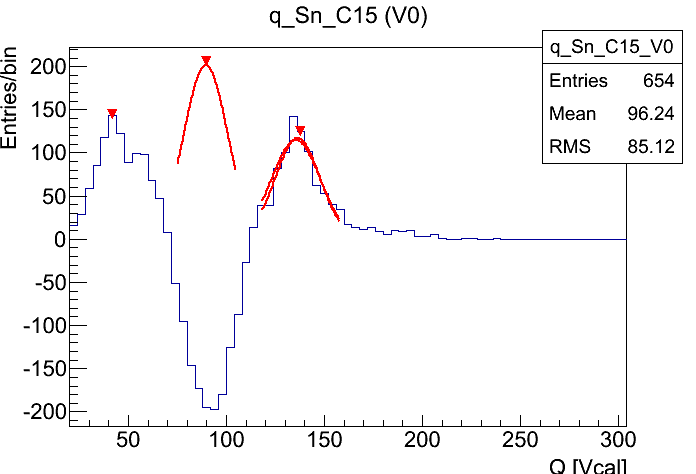 q_Sn_C15 (V0)
q_Sn_C15_V0
Entries 654
Mean 96.24
RMS 85.12
Entries/bin
200
150
100
50
0
-50
-100
-150
-200
50 100 150 200 250 300
Q [Vcal]